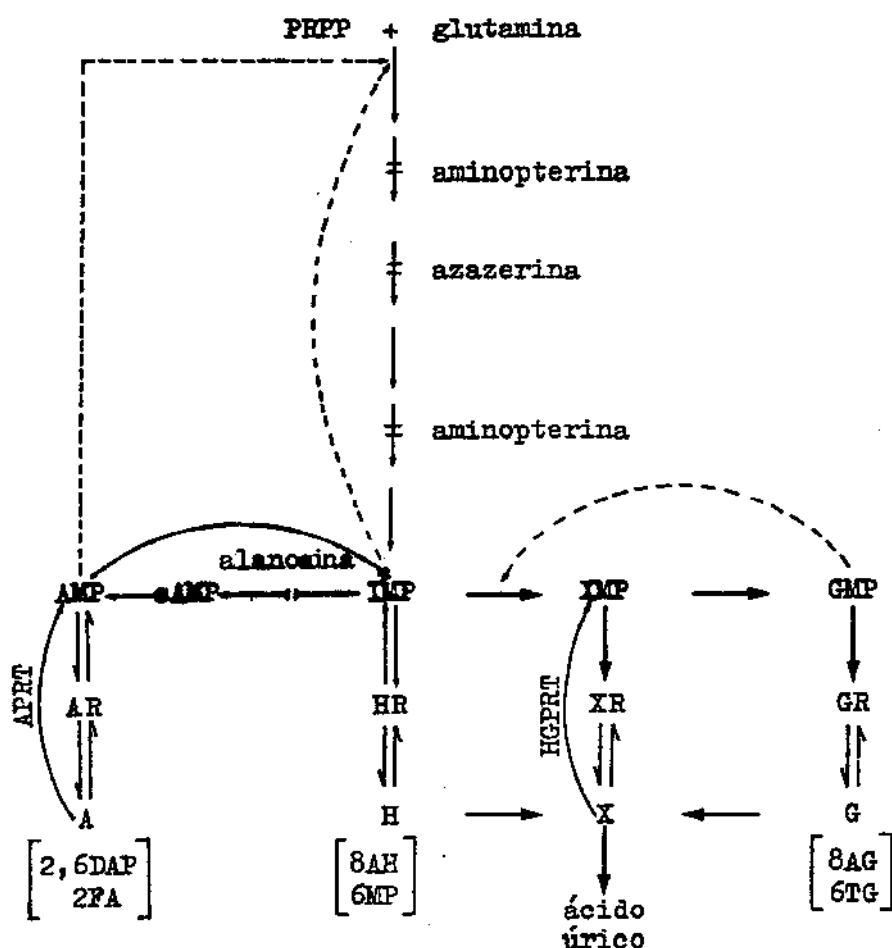 PRPP + glutamina
aminopterina
azazerina
aminopterina
alanosina
AMP sAMP IMP XMP GMP
APRT
HGPRT
AR HR XR GR
A H X G
2,6DAP 8AH 8AG
2FA 6MP 6TG
ácido
úrico